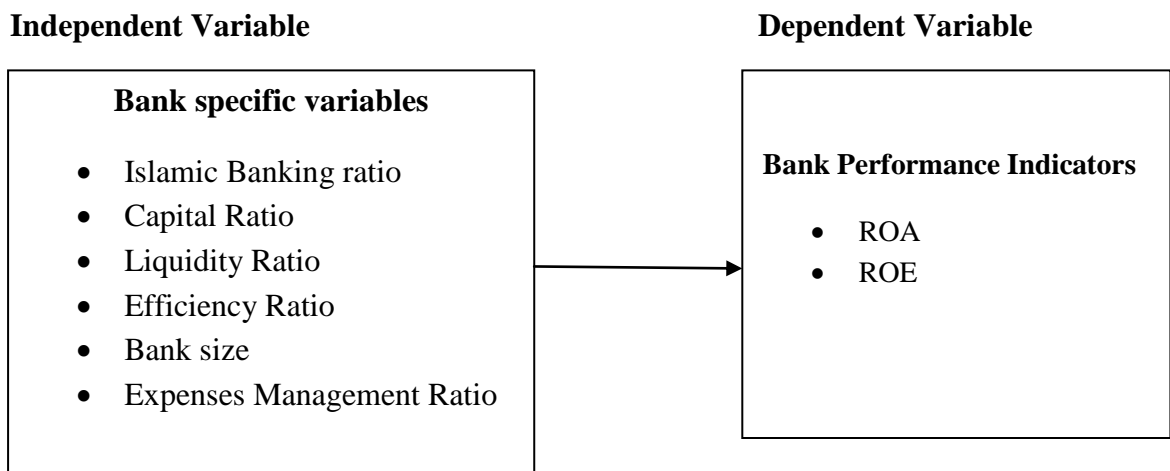 Independent Variable
Dependent Variable
Bank specific variables
• Islamic Banking ratio
• Capital Ratio
• Liquidity Ratio
• Efficiency Ratio
• Bank size
• Expenses Management Ratio
Bank Performance Indicators
• ROA
• ROE